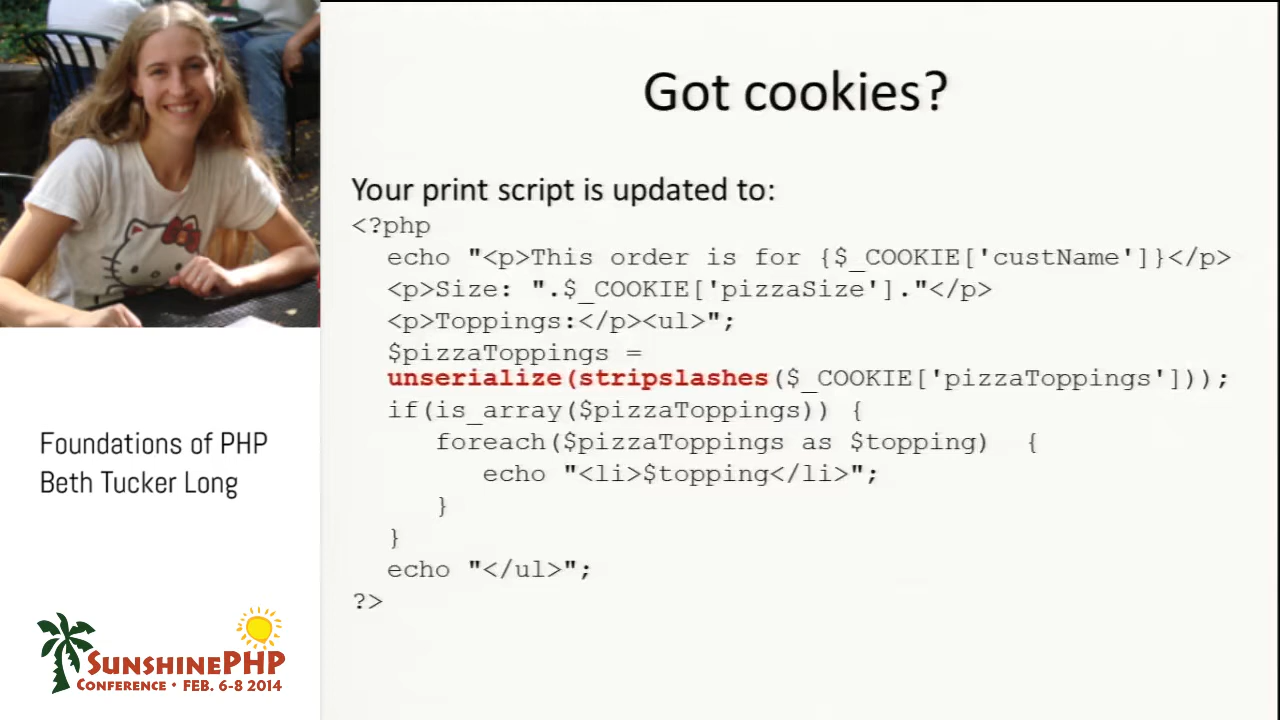 Got cookies?
Your print script is updated to:
<?php
echo "<p>This order is for {$_COOKIE['custName']}</p>
<p>Size: ".$_COOKIE['pizzaSize']."</p>
<p>Toppings:</p><ul>";
$pizzaToppings =
unserialize(stripslashes($_COOKIE['pizzaToppings']));
if(is_array($pizzaToppings)) {
foreach($pizzaToppings as $topping) {
echo "<li>$topping</li>";
}
}
echo "</ul>";
?>
Foundations of PHP
Beth Tucker Long
SUNSHINEPHP
CONFERENCE • FEB. 6-8 2014